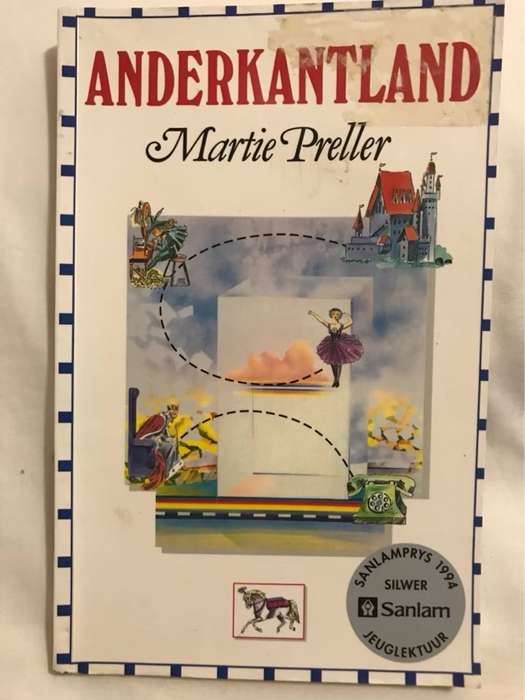 ANDERKANTLAND
Martie Preller
SANLAMPRYS 1994
SILWER
Sanlam
JEUGLEKTUUR